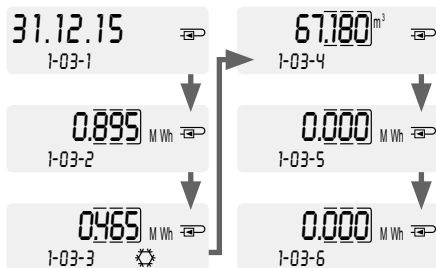 31.12.15
1-03-1
0.895 MWh
1-03-2
0.465 MWh
1-03-3
67.180 m³
1-03-4
0.000 MWh
1-03-5
0.000 MWh
1-03-6